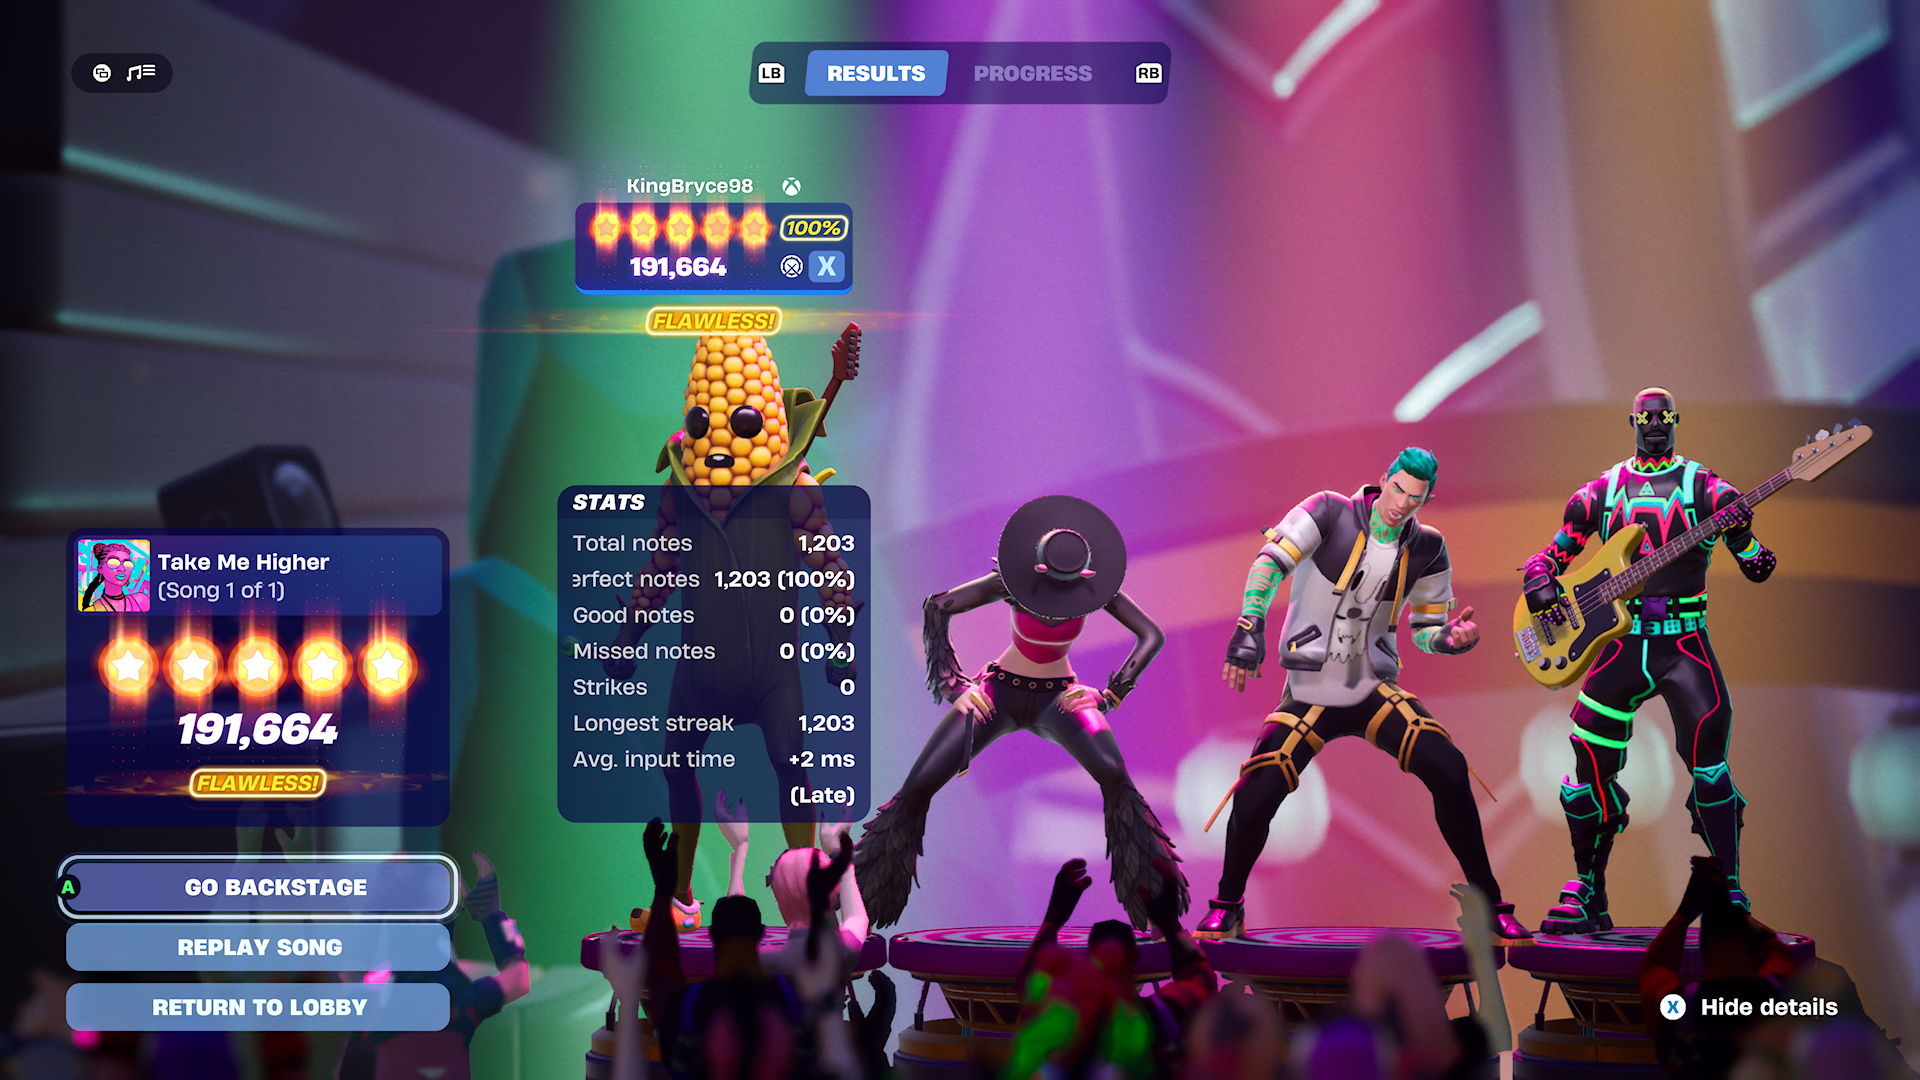 LB
RESULTS
PROGRESS
RB
KingBryce98
100%
191,664
X
FLAWLESS!
STATS
Total notes 1,203
erfect notes 1,203 (100%)
Good notes 0 (0%)
Missed notes 0 (0%)
Strikes 0
Longest streak 1,203
Avg. input time +2 ms
(Late)
Take Me Higher
(Song 1 of 1)
191,664
FLAWLESS!
A GO BACKSTAGE
REPLAY SONG
RETURN TO LOBBY
X Hide details